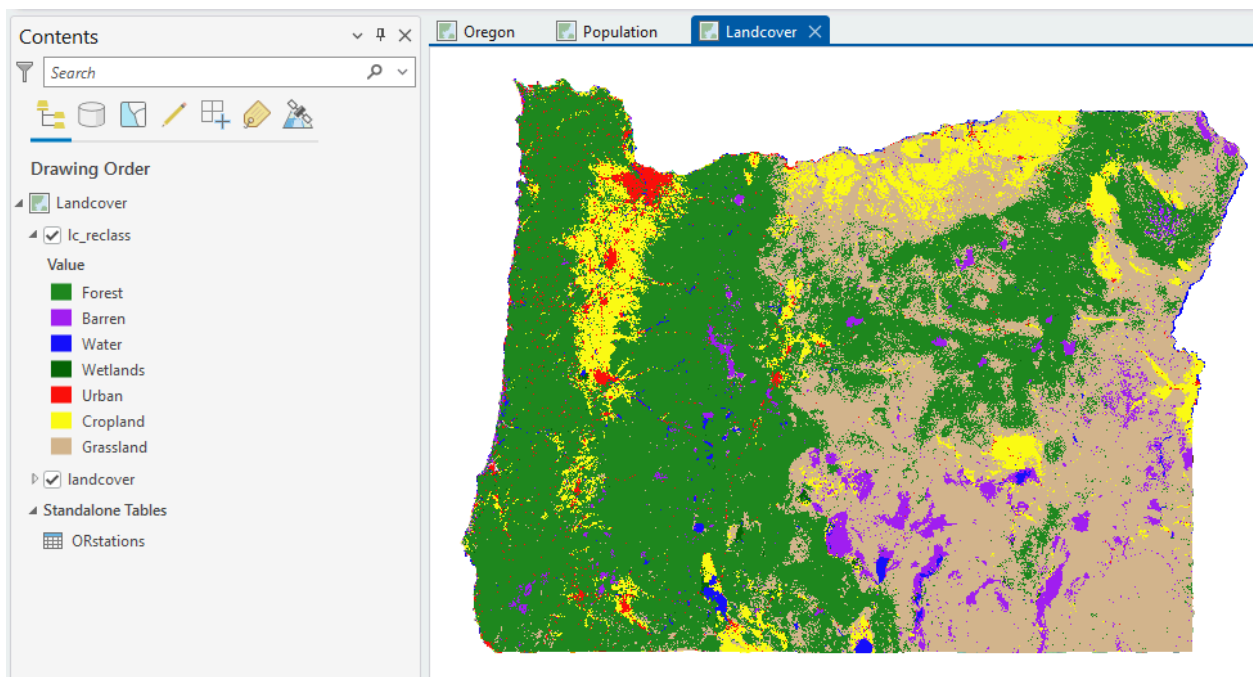 Contents
Search
Drawing Order
Landcover
lc_reclass
Value
Forest
Barren
Water
Wetlands
Urban
Cropland
Grassland
landcover
Standalone Tables
ORstations
Oregon
Population
Landcover